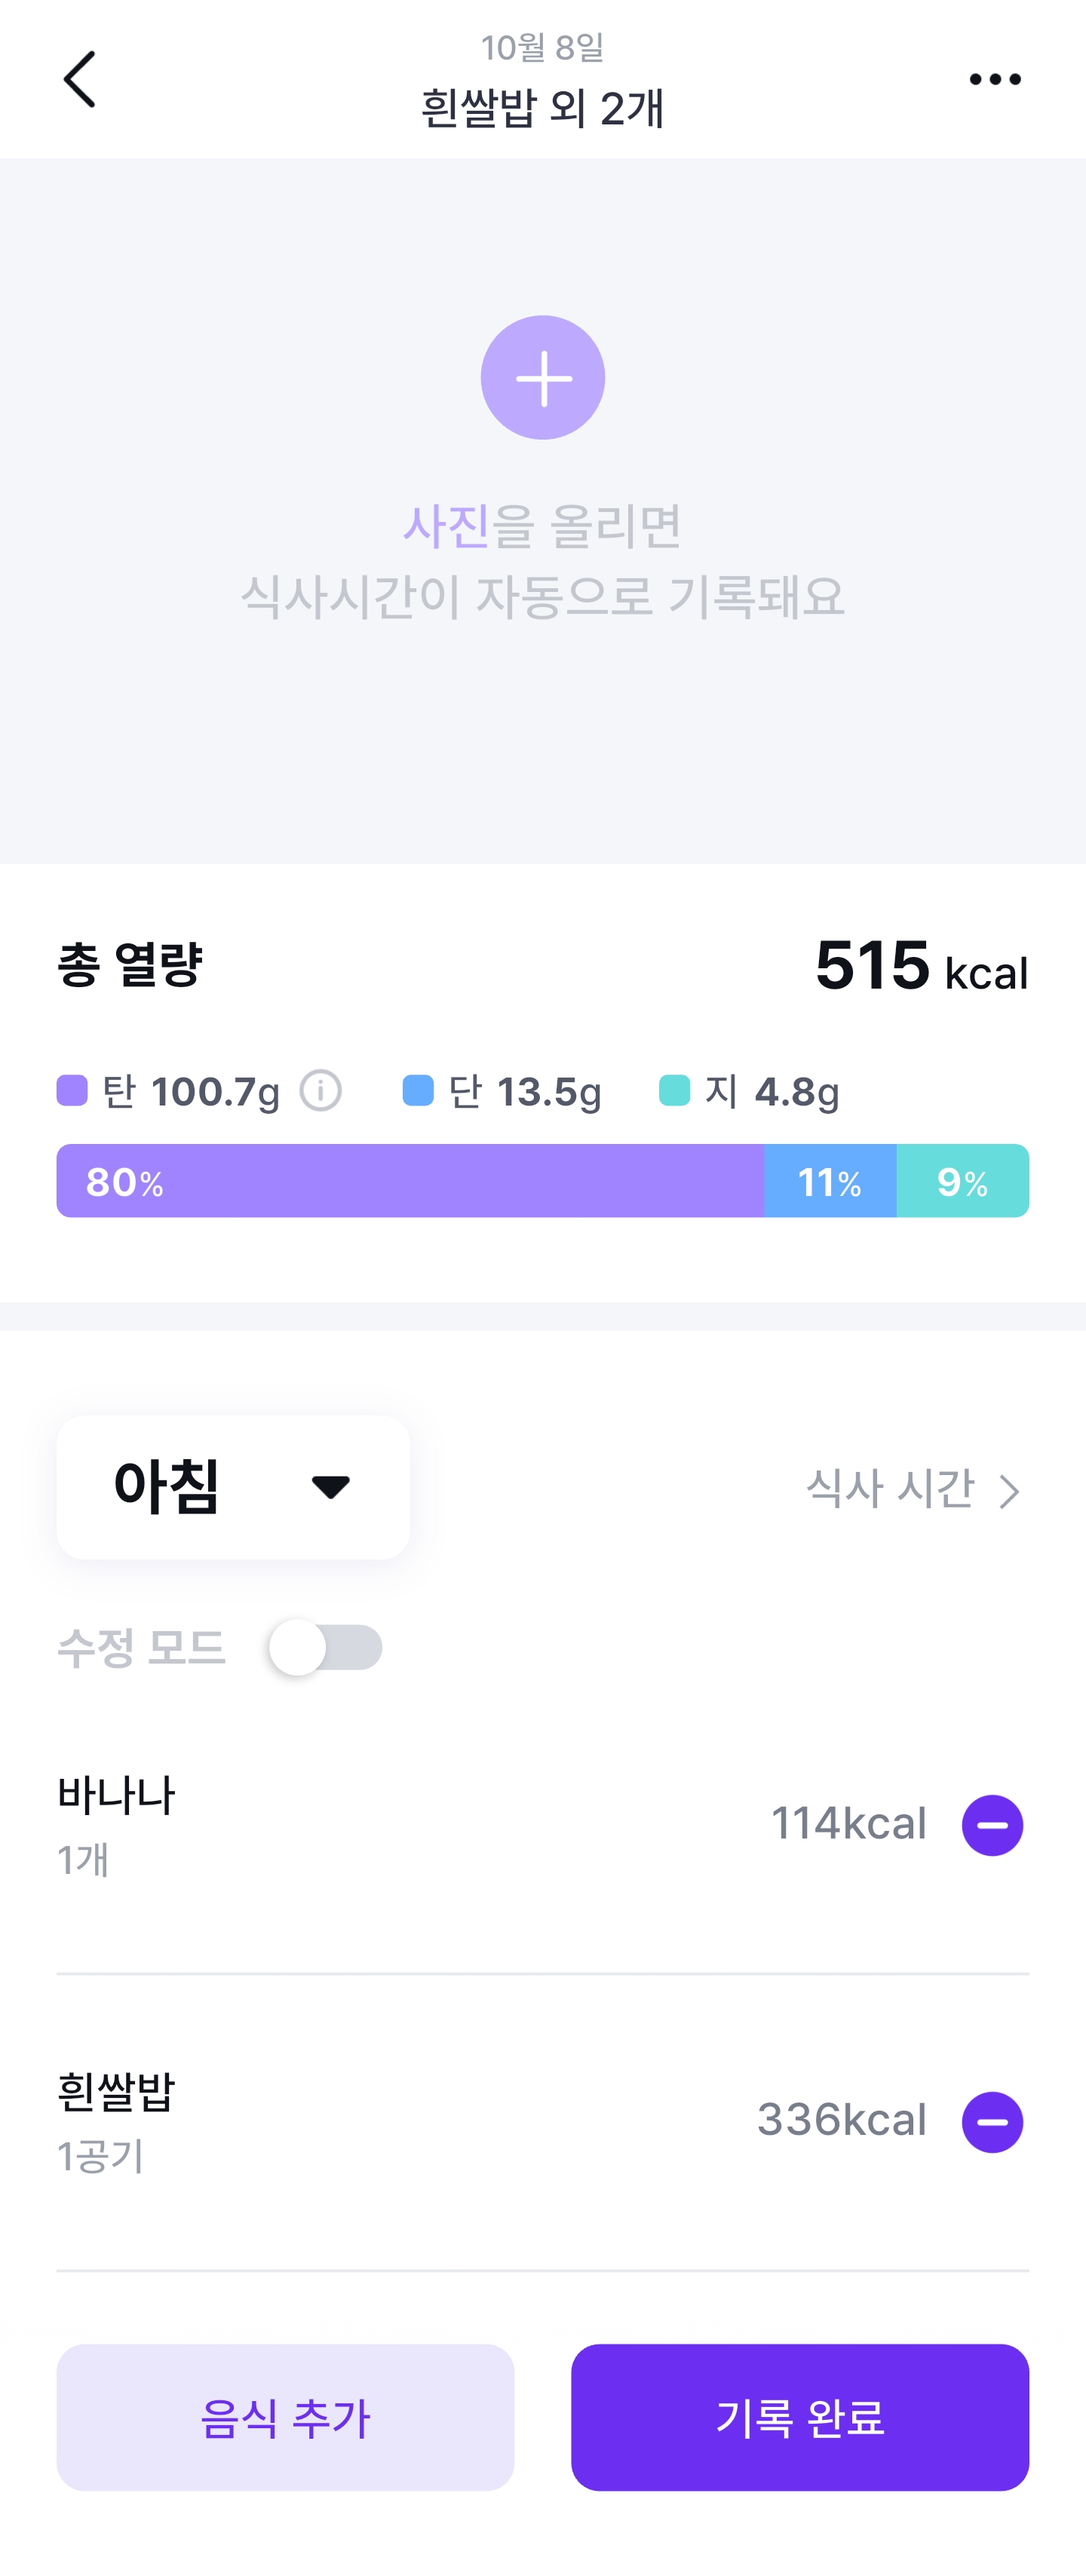 10월 8일
흰쌀밥 외 2개
사진을 올리면
식사시간이 자동으로 기록돼요
총 열량 515 kcal
탄 100.7g 단 13.5g 지 4.8g
80% 11% 9%
아침 식사 시간
수정 모드
바나나
114kcal
1개
흰쌀밥
336kcal
1공기
음식 추가 기록 완료